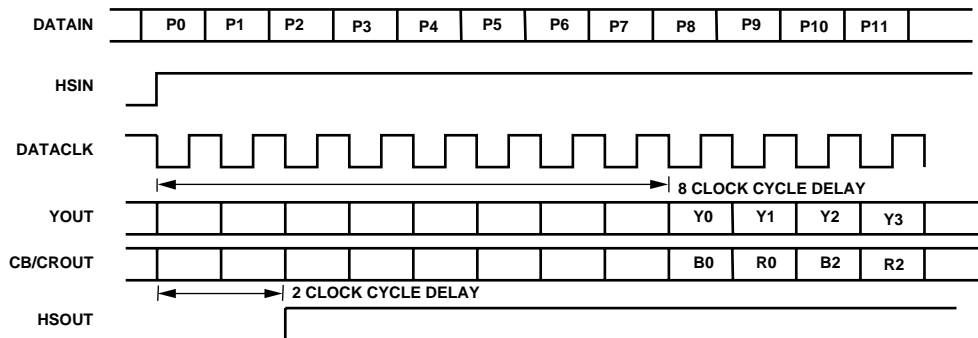 DATAIN P0 P1 P2 P3 P4 P5 P6 P7 P8 P9 P10 P11
HSIN
DATACLK
8 CLOCK CYCLE DELAY
YOUT Y0 Y1 Y2 Y3
CB/CROUT B0 R0 B2 R2
2 CLOCK CYCLE DELAY
HSOUT